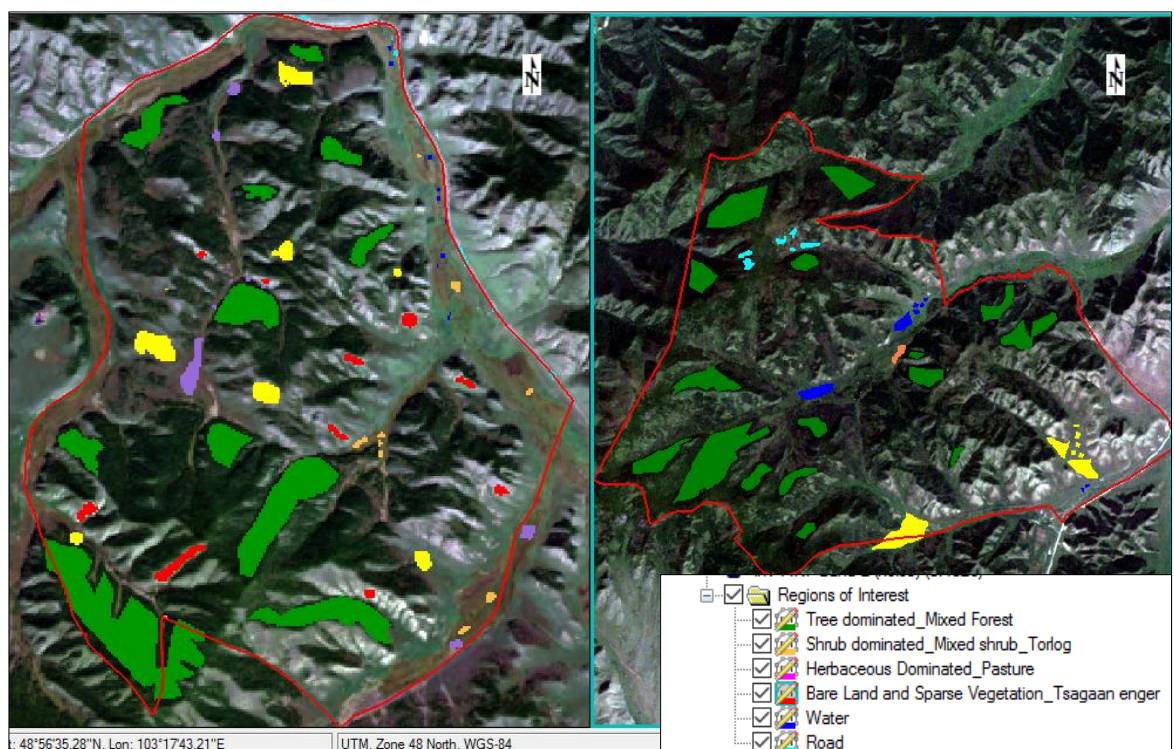 N
N
Regions of Interest
Tree dominated_Mixed Forest
Shrub dominated_Mixed shrub_Torlog
Herbaceous Dominated_Pasture
Bare Land and Sparse Vegetation_Tsagaan enger
Water
Road
t: 48°56'35.28"N, Lon: 103°17'43.21"E
UTM, Zone 48 North, WGS-84